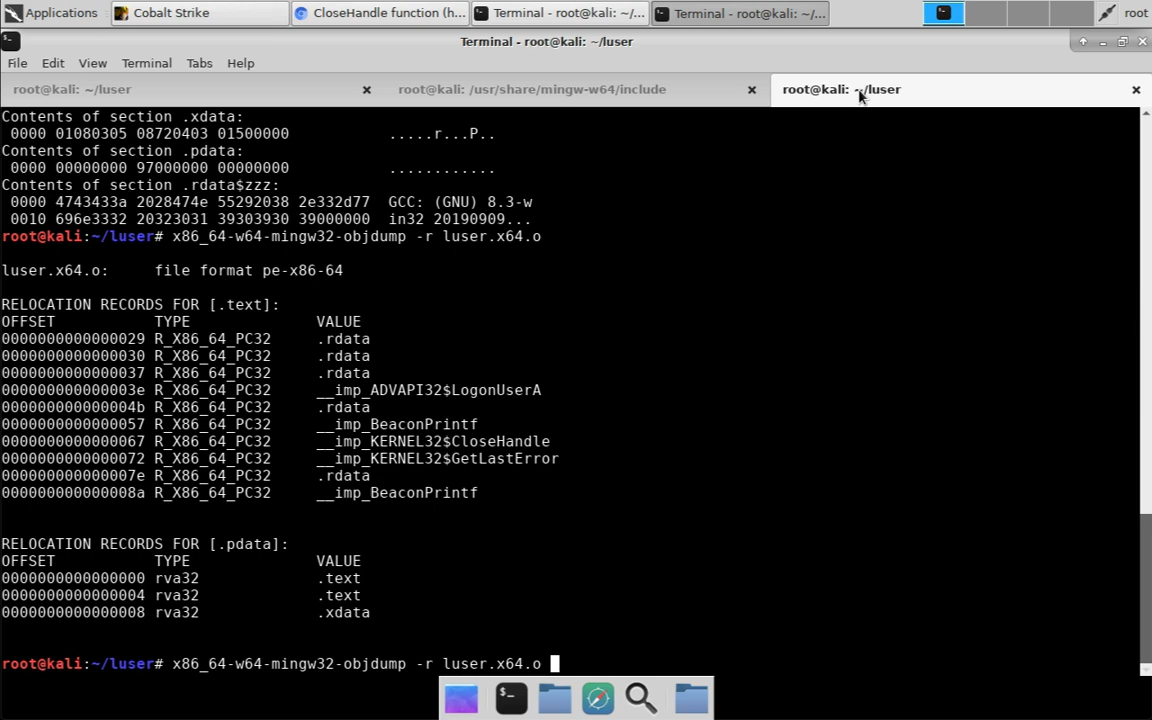 Applications
Cobalt Strike
CloseHandle function (h...
Terminal - root@kali: ~/...
Terminal - root@kali: ~/...
root
Terminal - root@kali: ~/luser
File Edit View Terminal Tabs Help
root@kali: ~/luser
root@kali: /usr/share/mingw-w64/include
root@kali: ~/luser
Contents of section .xdata:
 0000 01080305 08720403 01500000           .....r...P..
Contents of section .pdata:
 0000 00000000 97000000 00000000           ............
Contents of section .rdata$zzz:
 0000 4743433a 2028474e 55292038 2e332d77  GCC: (GNU) 8.3-w
 0010 696e3332 20323031 39303930 39000000  in32 20190909...
root@kali:~/luser# x86_64-w64-mingw32-objdump -r luser.x64.o
luser.x64.o:     file format pe-x86-64
RELOCATION RECORDS FOR [.text]:
OFFSET           TYPE              VALUE
0000000000000029 R_X86_64_PC32     .rdata
0000000000000030 R_X86_64_PC32     .rdata
0000000000000037 R_X86_64_PC32     .rdata
000000000000003e R_X86_64_PC32     __imp_ADVAPI32$LogonUserA
000000000000004b R_X86_64_PC32     .rdata
0000000000000057 R_X86_64_PC32     __imp_BeaconPrintf
0000000000000067 R_X86_64_PC32     __imp_KERNEL32$CloseHandle
0000000000000072 R_X86_64_PC32     __imp_KERNEL32$GetLastError
000000000000007e R_X86_64_PC32     .rdata
000000000000008a R_X86_64_PC32     __imp_BeaconPrintf
RELOCATION RECORDS FOR [.pdata]:
OFFSET           TYPE              VALUE
0000000000000000 rva32             .text
0000000000000004 rva32             .text
0000000000000008 rva32             .xdata
root@kali:~/luser# x86_64-w64-mingw32-objdump -r luser.x64.o